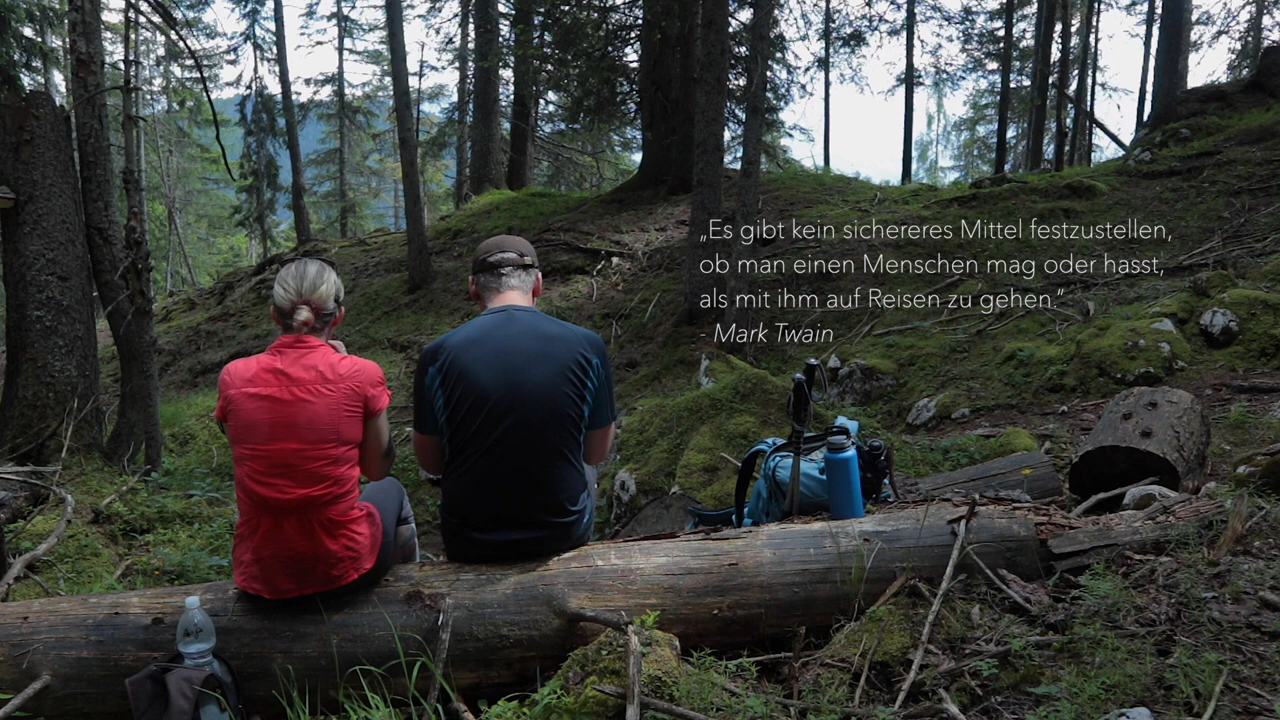 „Es gibt kein sichereres Mittel festzustellen,
ob man einen Menschen mag oder hasst,
als mit ihm auf Reisen zu gehen.“
- Mark Twain